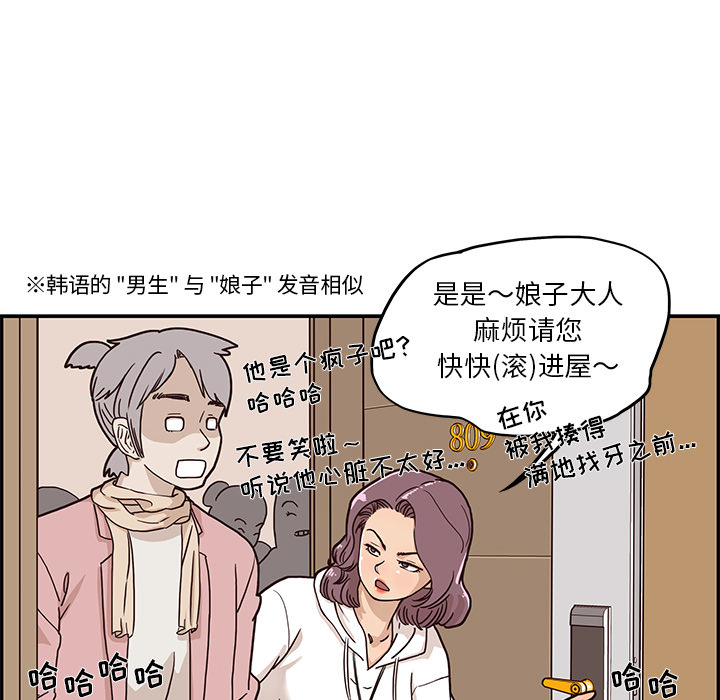 ※韩语的 "男生" 与 "娘子" 发音相似
是是～娘子大人
麻烦请您
快快(滚)进屋～
他是个疯子吧?
哈哈哈
不要笑啦～
听说他心脏不太好...
809
在你
被我揍得
满地找牙之前...
哈哈哈哈
哈哈